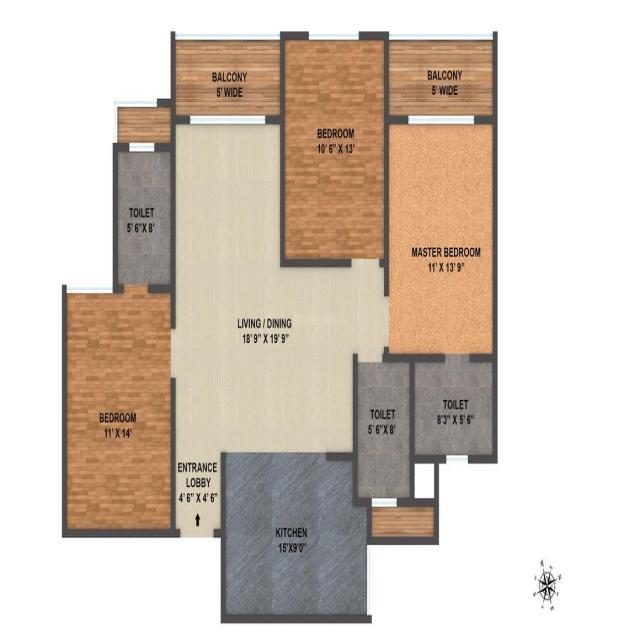 BALCONY
5' WIDE
BALCONY
5' WIDE
BEDROOM
10' 6" X 13'
TOILET
5' 6"X 8'
MASTER BEDROOM
11' X 13' 9"
LIVING / DINING
18' 9" X 19' 9"
BEDROOM
11' X 14'
TOILET
5' 6"X 8'
TOILET
8'3" X 5' 6"
ENTRANCE
LOBBY
4' 6" X 4' 6"
KITCHEN
15'X9'0"